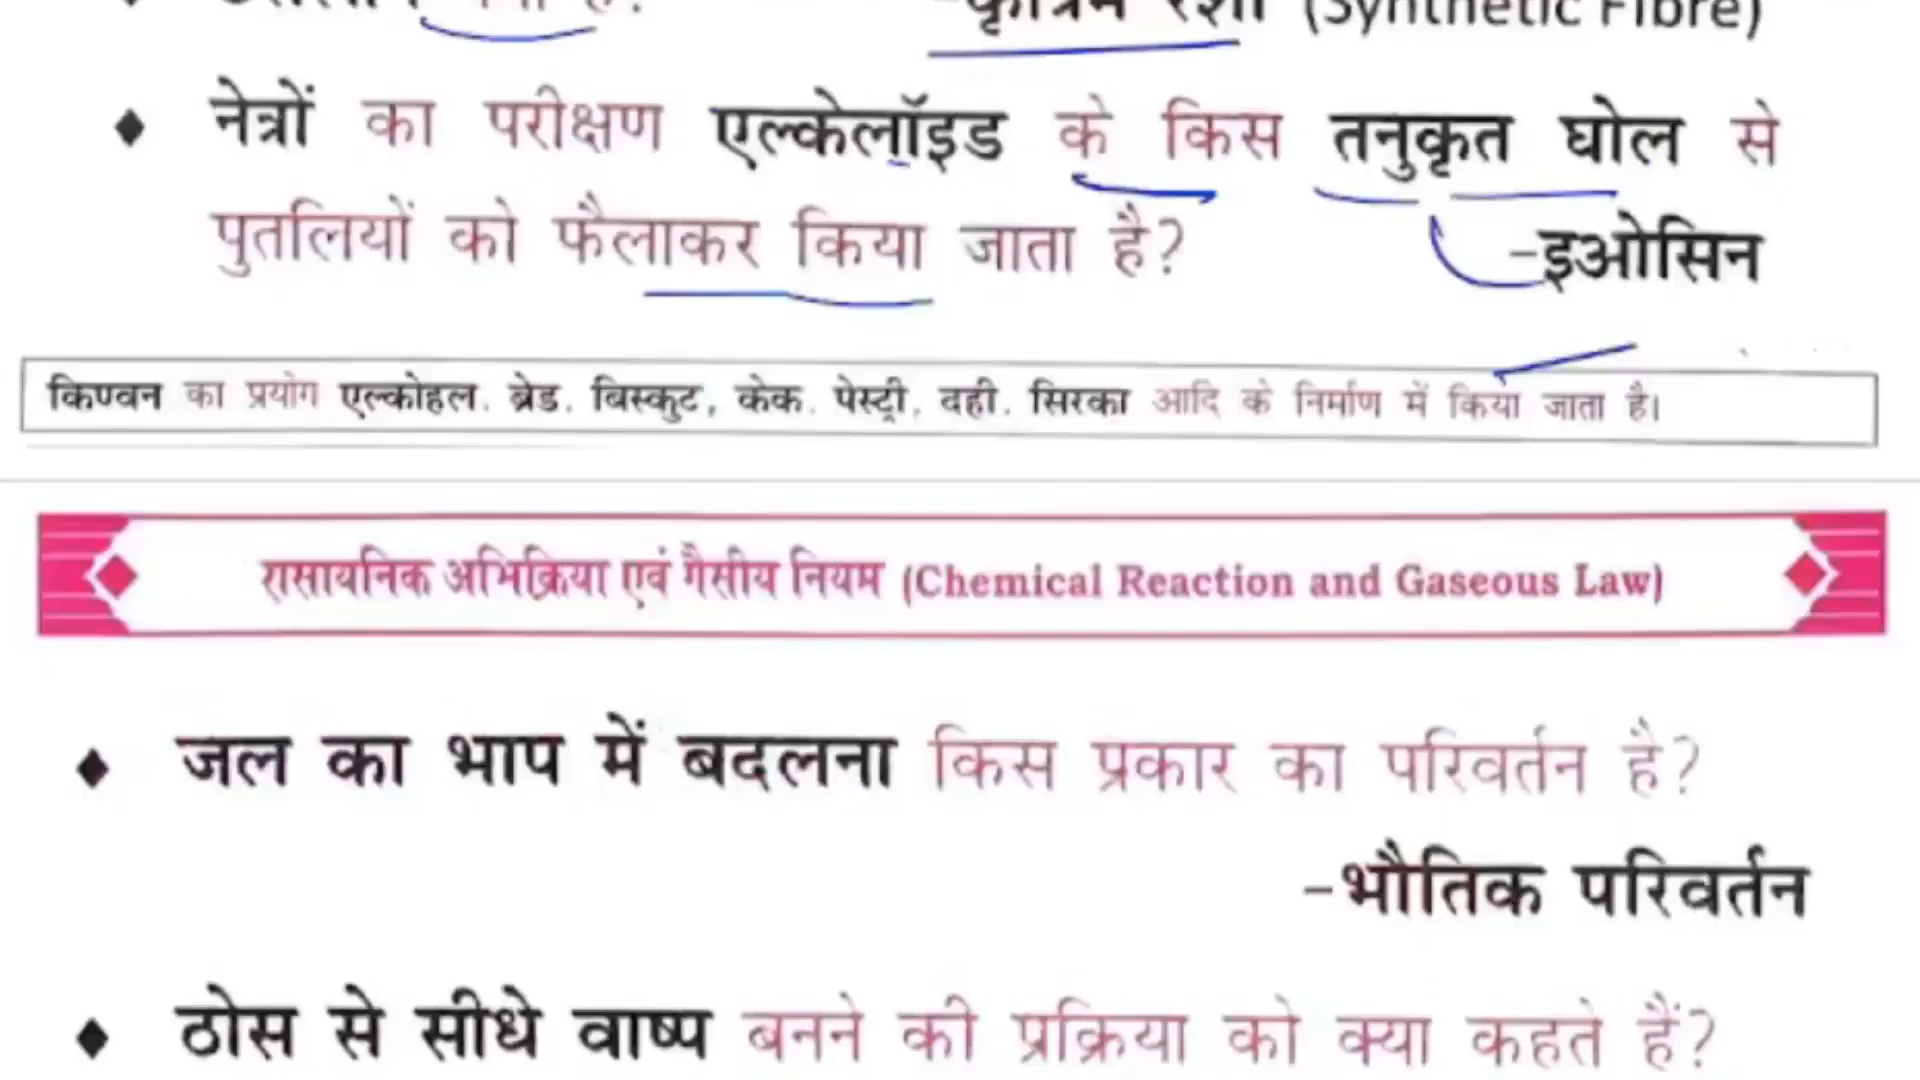 कृत्रिम रेशा (Synthetic Fibre)
♦ नेत्रों का परीक्षण एल्केलॉइड के किस तनुकृत घोल से
पुतलियों को फैलाकर किया जाता है? -इओसिन
किण्वन का प्रयोग एल्कोहल, ब्रेड, बिस्कुट, केक, पेस्ट्री, दही, सिरका आदि के निर्माण में किया जाता है।
रासायनिक अभिक्रिया एवं गैसीय नियम (Chemical Reaction and Gaseous Law)
♦ जल का भाप में बदलना किस प्रकार का परिवर्तन है?
-भौतिक परिवर्तन
♦ ठोस से सीधे वाष्प बनने की प्रक्रिया को क्या कहते हैं?